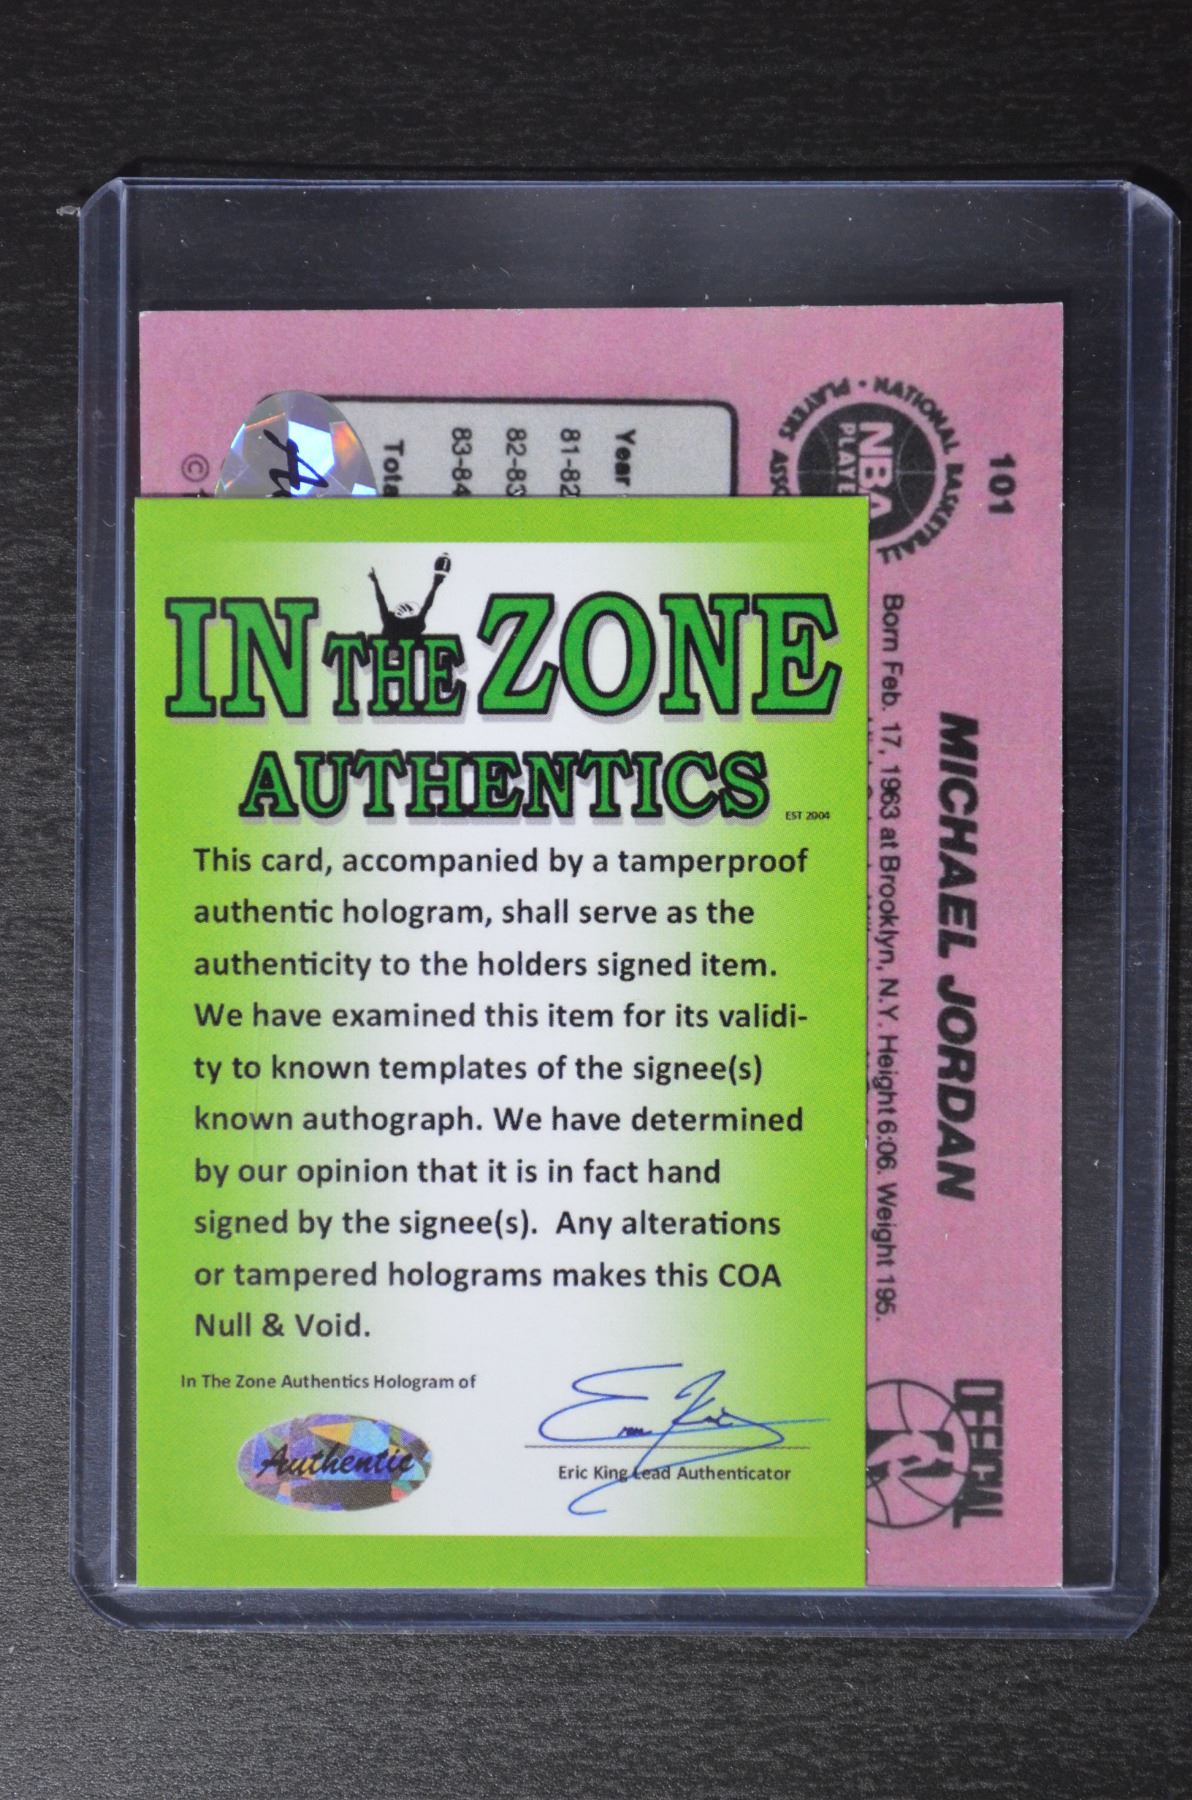 IN THE ZONE
AUTHENTICS
EST 2004
This card, accompanied by a tamperproof
authentic hologram, shall serve as the
authenticity to the holders signed item.
We have examined this item for its validi-
ty to known templates of the signee(s)
known authograph. We have determined
by our opinion that it is in fact hand
signed by the signee(s). Any alterations
or tampered holograms makes this COA
Null & Void.
In The Zone Authentics Hologram of
Authentic
Eric King Lead Authenticator
101
NATIONAL BASKETBALL
PLAYERS
NBA
MICHAEL JORDAN
Born Feb. 17, 1963 at Brooklyn, N.Y. Height 6:06. Weight 195.
DECAL
Year
81-82
82-83
83-84
©